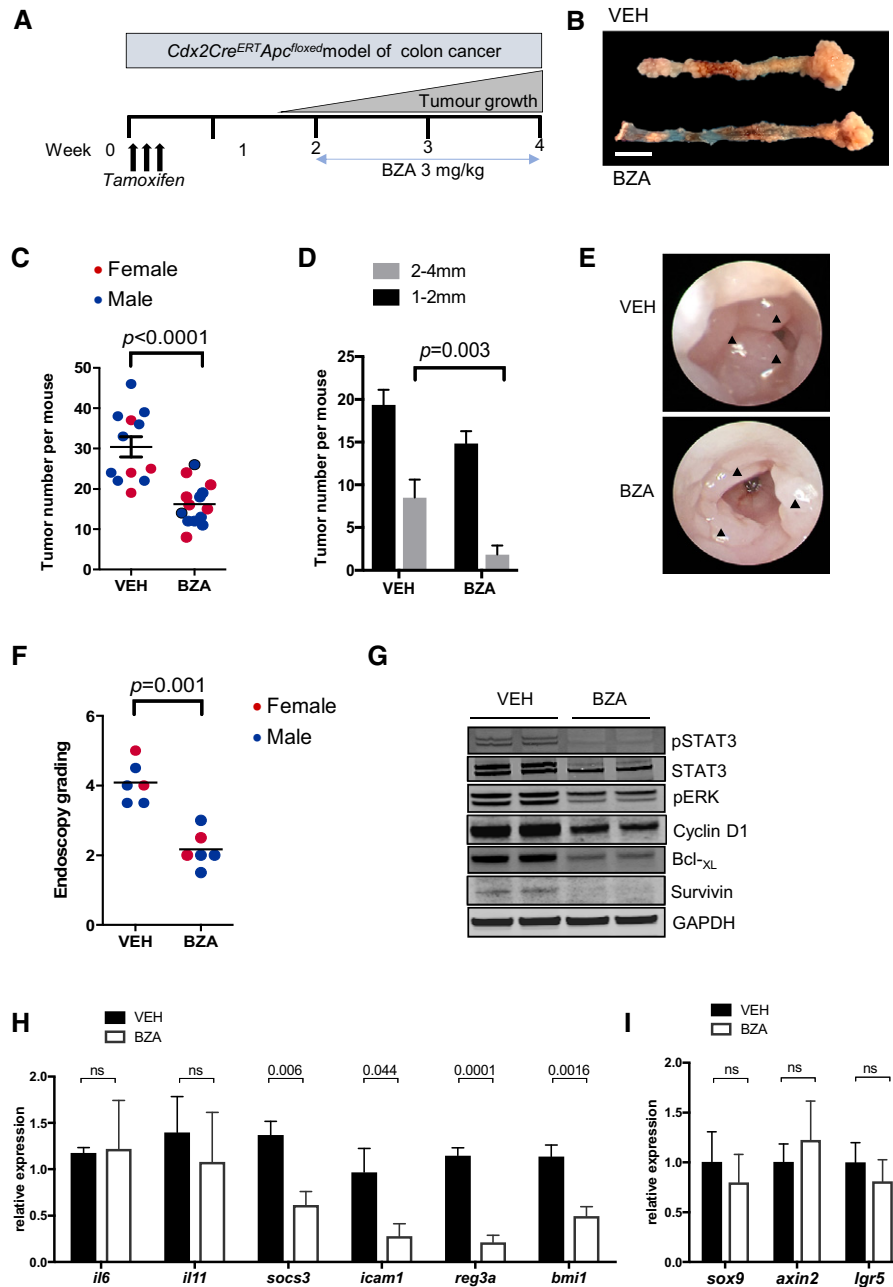 A
Cdx2Cre^ERT Apc^floxed model of colon cancer
Tumour growth
Week 0 1 2 3 4
Tamoxifen
BZA 3 mg/kg
B
VEH
BZA
C
Female
Male
p<0.0001
Tumor number per mouse
50
40
30
20
10
0
VEH BZA
D
2-4mm
1-2mm
p=0.003
Tumor number per mouse
25
20
15
10
5
0
VEH BZA
E
VEH
BZA
F
p=0.001
Female
Male
Endoscopy grading
6
4
2
0
VEH BZA
G
VEH BZA
pSTAT3
STAT3
pERK
Cyclin D1
Bcl-XL
Survivin
GAPDH
H
VEH
BZA
ns ns 0.006 0.044 0.0001 0.0016
relative expression
2.0
1.5
1.0
0.5
0.0
il6 il11 socs3 icam1 reg3a bmi1
I
VEH
BZA
ns ns ns
relative expression
2.0
1.5
1.0
0.5
0.0
sox9 axin2 lgr5